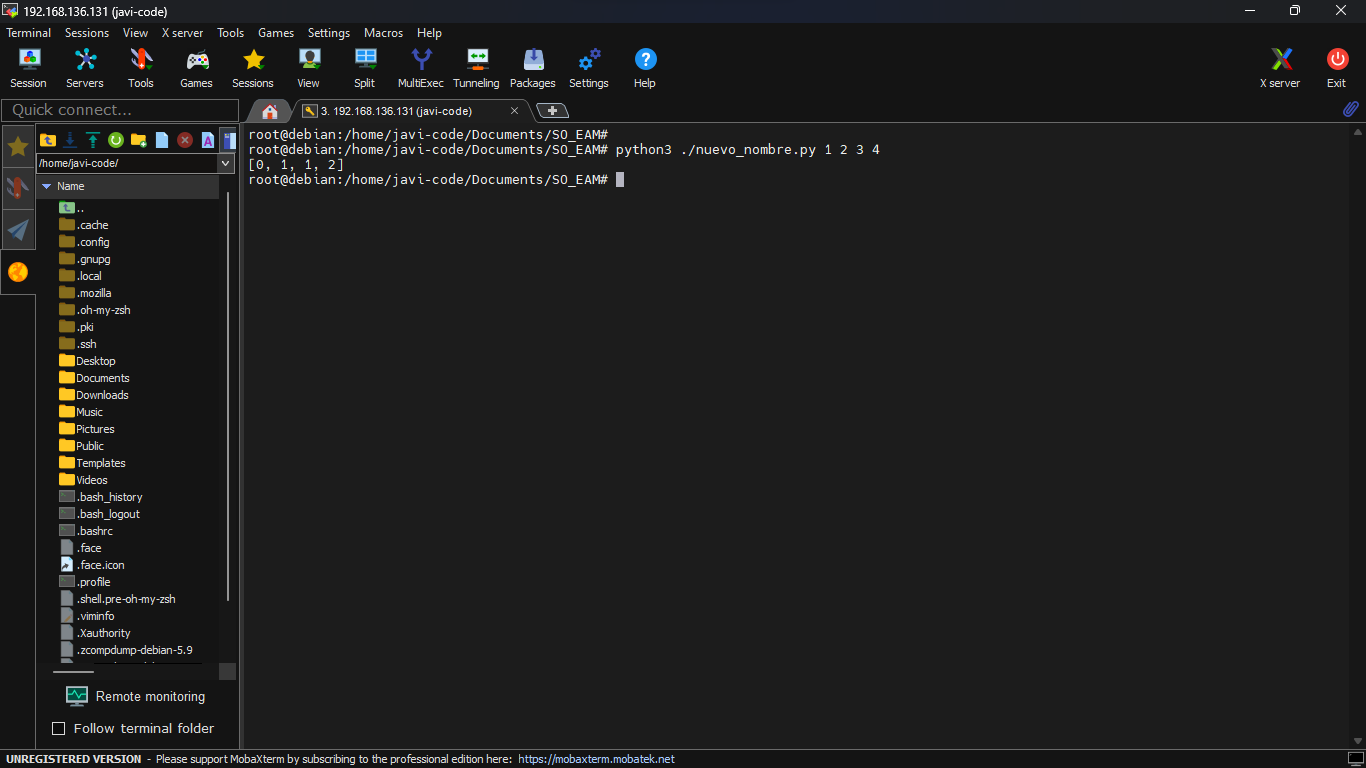 192.168.136.131 (javi-code)
Terminal Sessions View X server Tools Games Settings Macros Help
Session Servers Tools Games Sessions View Split MultiExec Tunneling Packages Settings Help X server Exit
Quick connect...
3. 192.168.136.131 (javi-code)
/home/javi-code/
Name
..
.cache
.config
.gnupg
.local
.mozilla
.oh-my-zsh
.pki
.ssh
Desktop
Documents
Downloads
Music
Pictures
Public
Templates
Videos
.bash_history
.bash_logout
.bashrc
.face
.face.icon
.profile
.shell.pre-oh-my-zsh
.viminfo
.Xauthority
.zcompdump-debian-5.9
Remote monitoring
Follow terminal folder
root@debian:/home/javi-code/Documents/SO_EAM#
root@debian:/home/javi-code/Documents/SO_EAM# python3 ./nuevo_nombre.py 1 2 3 4
[0, 1, 1, 2]
root@debian:/home/javi-code/Documents/SO_EAM#
UNREGISTERED VERSION - Please support MobaXterm by subscribing to the professional edition here: https://mobaxterm.mobatek.net